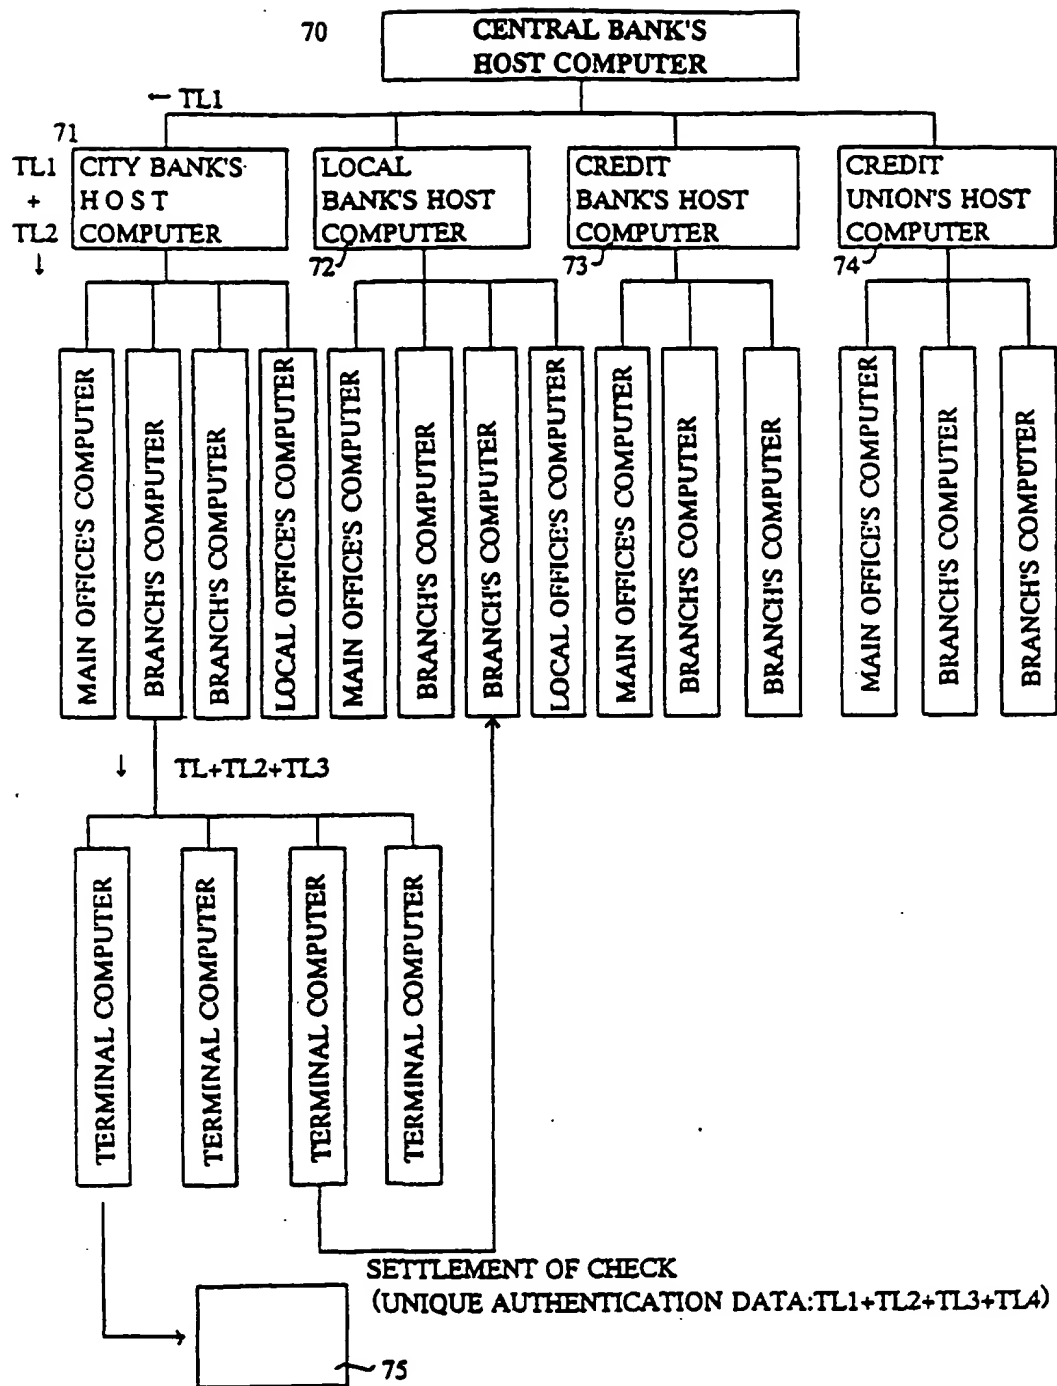 70
CENTRAL BANK'S
HOST COMPUTER
← TL1
71
TL1
+
TL2
↓
CITY BANK'S
HOST
COMPUTER
LOCAL
BANK'S HOST
COMPUTER
72
CREDIT
BANK'S HOST
COMPUTER
73
CREDIT
UNION'S HOST
COMPUTER
74
MAIN OFFICE'S COMPUTER
BRANCH'S COMPUTER
BRANCH'S COMPUTER
LOCAL OFFICE'S COMPUTER
MAIN OFFICE'S COMPUTER
BRANCH'S COMPUTER
BRANCH'S COMPUTER
LOCAL OFFICE'S COMPUTER
MAIN OFFICE'S COMPUTER
BRANCH'S COMPUTER
BRANCH'S COMPUTER
MAIN OFFICE'S COMPUTER
BRANCH'S COMPUTER
BRANCH'S COMPUTER
↓ TL+TL2+TL3
TERMINAL COMPUTER
TERMINAL COMPUTER
TERMINAL COMPUTER
TERMINAL COMPUTER
SETTLEMENT OF CHECK
(UNIQUE AUTHENTICATION DATA:TL1+TL2+TL3+TL4)
75